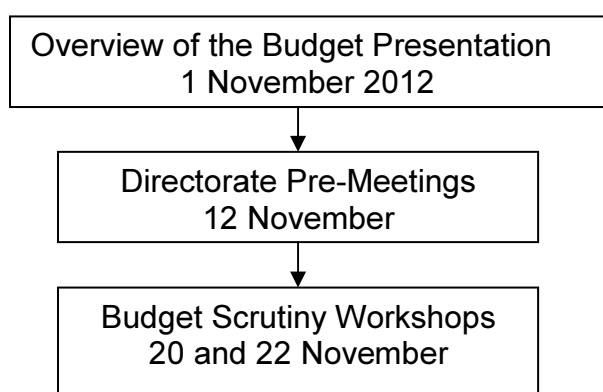 Overview of the Budget Presentation
1 November 2012
Directorate Pre-Meetings
12 November
Budget Scrutiny Workshops
20 and 22 November